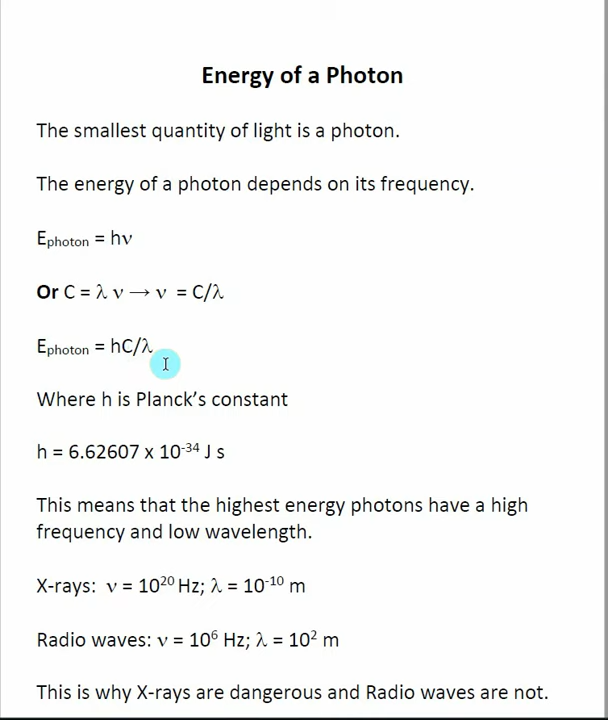 Energy of a Photon
The smallest quantity of light is a photon.
The energy of a photon depends on its frequency.
Ephoton = hν
Or C = λ ν → ν = C/λ
Ephoton = hC/λ
Where h is Planck’s constant
h = 6.62607 x 10⁻³⁴ J s
This means that the highest energy photons have a high
frequency and low wavelength.
X-rays: ν = 10²⁰ Hz; λ = 10⁻¹⁰ m
Radio waves: ν = 10⁶ Hz; λ = 10² m
This is why X-rays are dangerous and Radio waves are not.